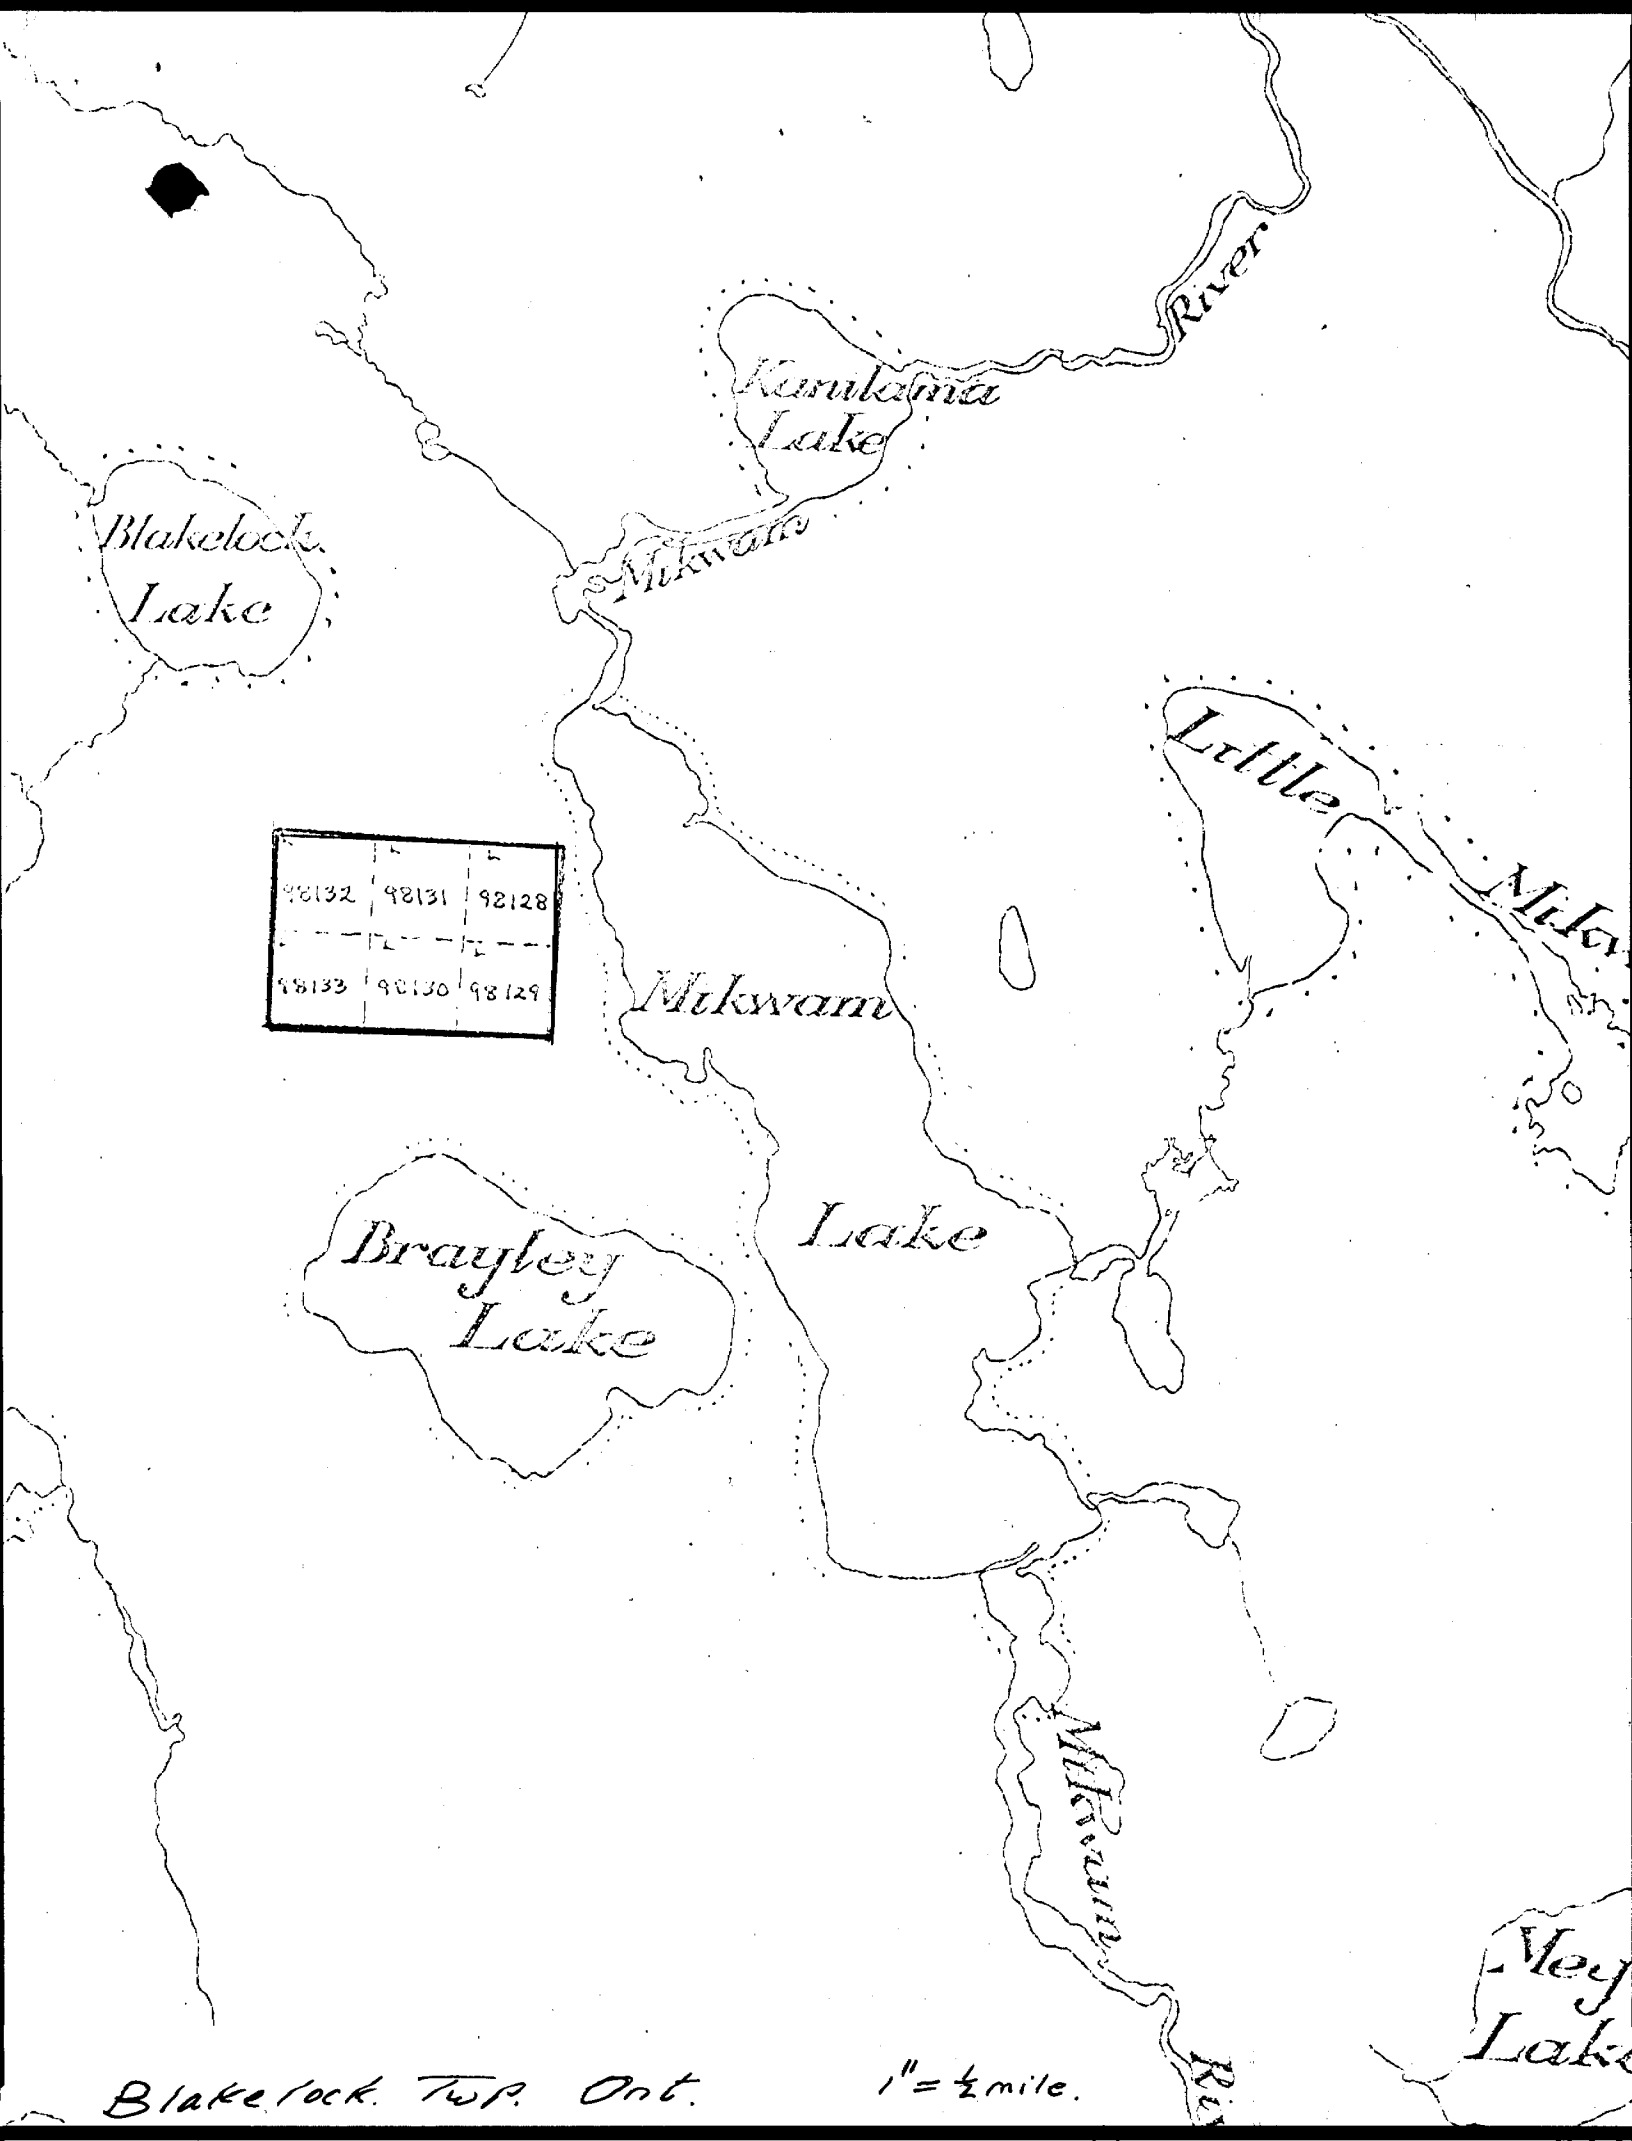 River
Kanilama
Lake
Blakelock
Lake
Mikwam
Little
98132 98131 98128
98133 98130 98129
L L
L L
Mikwam
Lake
Brayley
Lake
Mikwam
Lake
Blakelock. Twp. Ont. 1" = ½ mile.